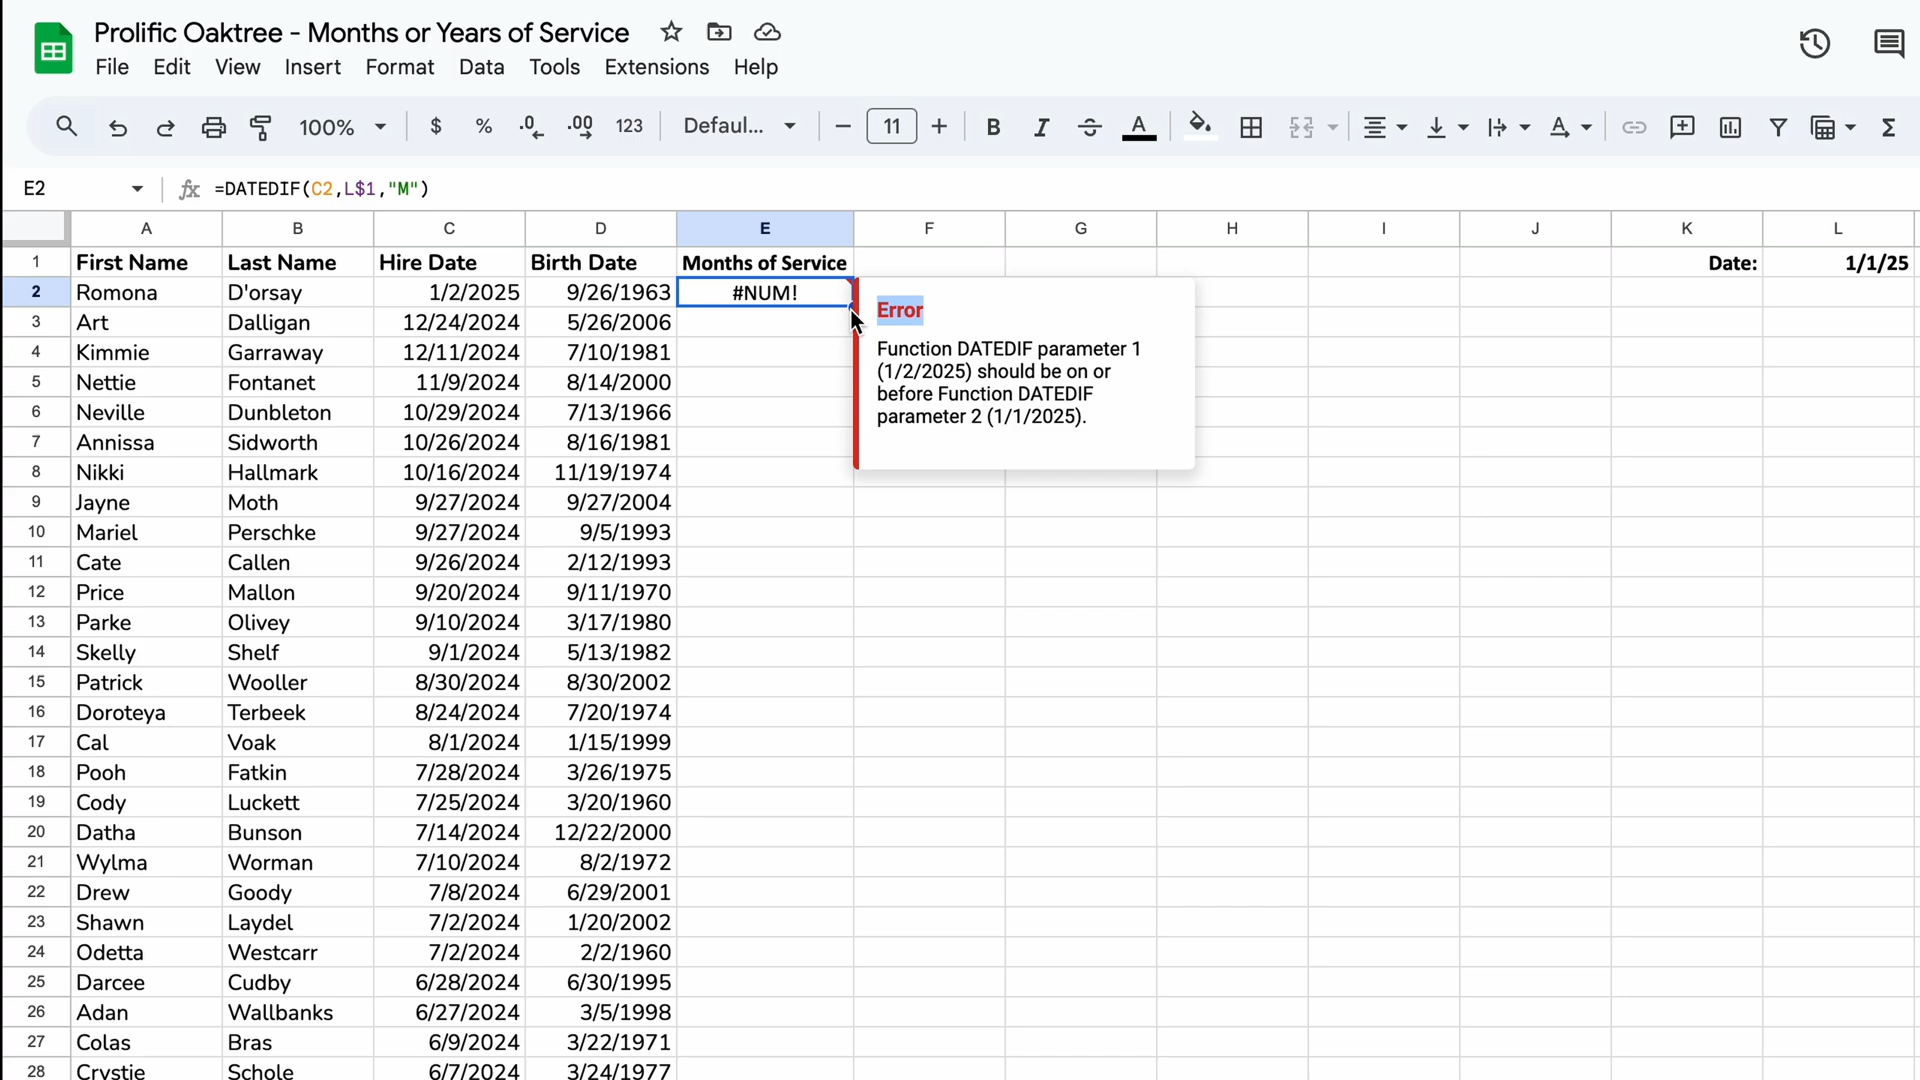 Prolific Oaktree - Months or Years of Service
File Edit View Insert Format Data Tools Extensions Help
100% $ % .0 .00 123 Defaul... 11 B I A A Σ
E2 fx =DATEDIF(C2,L$1,"M")
A B C D E F G H I J K L
1 First Name Last Name Hire Date Birth Date Months of Service Date: 1/1/25
2 Romona D'orsay 1/2/2025 9/26/1963 #NUM!
Error
Function DATEDIF parameter 1
(1/2/2025) should be on or
before Function DATEDIF
parameter 2 (1/1/2025).
3 Art Dalligan 12/24/2024 5/26/2006
4 Kimmie Garraway 12/11/2024 7/10/1981
5 Nettie Fontanet 11/9/2024 8/14/2000
6 Neville Dunbleton 10/29/2024 7/13/1966
7 Annissa Sidworth 10/26/2024 8/16/1981
8 Nikki Hallmark 10/16/2024 11/19/1974
9 Jayne Moth 9/27/2024 9/27/2004
10 Mariel Perschke 9/27/2024 9/5/1993
11 Cate Callen 9/26/2024 2/12/1993
12 Price Mallon 9/20/2024 9/11/1970
13 Parke Olivey 9/10/2024 3/17/1980
14 Skelly Shelf 9/1/2024 5/13/1982
15 Patrick Wooller 8/30/2024 8/30/2002
16 Doroteya Terbeek 8/24/2024 7/20/1974
17 Cal Voak 8/1/2024 1/15/1999
18 Pooh Fatkin 7/28/2024 3/26/1975
19 Cody Luckett 7/25/2024 3/20/1960
20 Datha Bunson 7/14/2024 12/22/2000
21 Wylma Worman 7/10/2024 8/2/1972
22 Drew Goody 7/8/2024 6/29/2001
23 Shawn Laydel 7/2/2024 1/20/2002
24 Odetta Westcarr 7/2/2024 2/2/1960
25 Darcee Cudby 6/28/2024 6/30/1995
26 Adan Wallbanks 6/27/2024 3/5/1998
27 Colas Bras 6/9/2024 3/22/1971
28 Crystie Schole 6/7/2024 3/24/1977